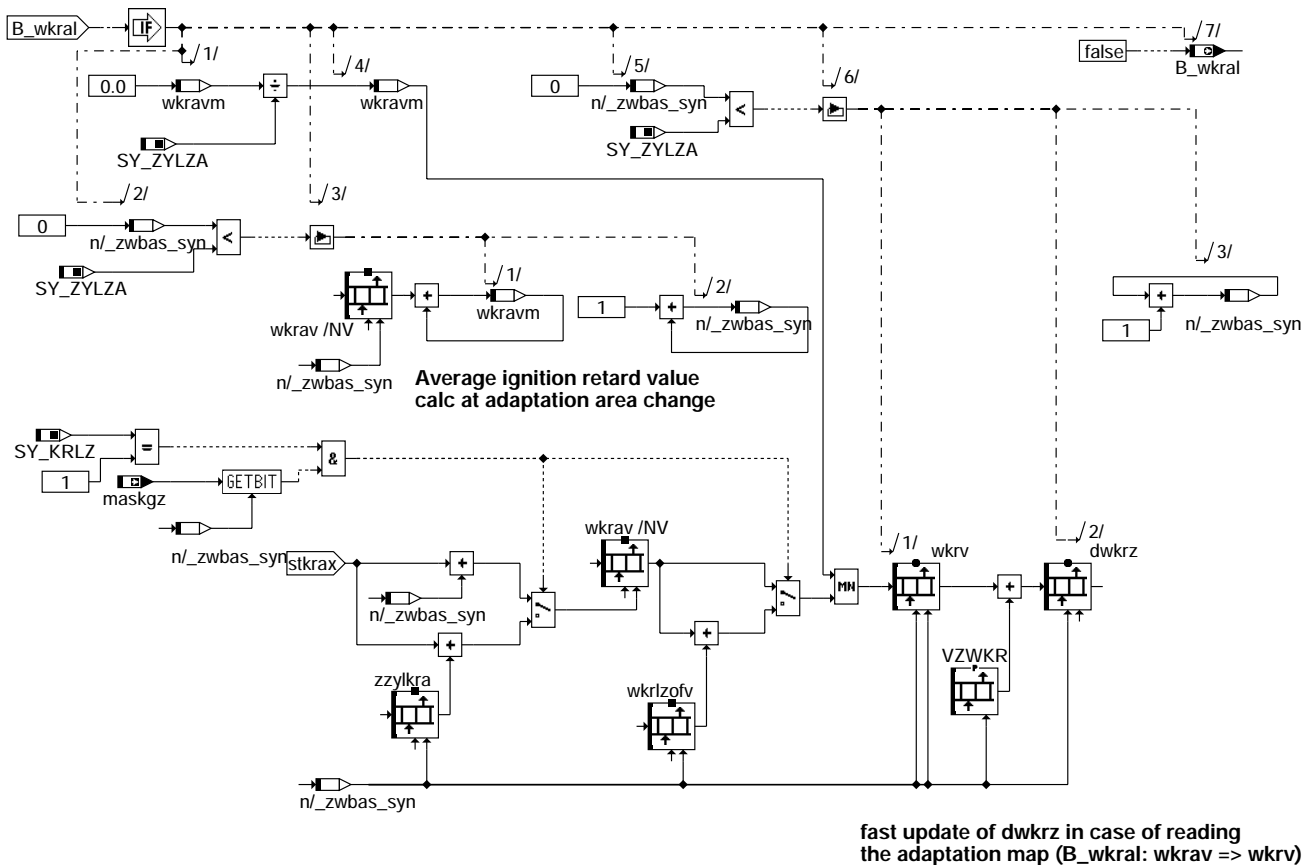 B_wkral
IF
/1/
/4/
/5/
/6/
/7/
false
B_wkral
0.0
wkravm
÷
wkravm
0
n/_zwbas_syn
<
SY_ZYLZA
SY_ZYLZA
/2/
/3/
0
n/_zwbas_syn
<
SY_ZYLZA
/1/
/2/
/3/
wkrav /NV
+
wkravm
1
+
n/_zwbas_syn
+
1
n/_zwbas_syn
n/_zwbas_syn
Average ignition retard value
calc at adaptation area change
SY_KRLZ
=
&
1
maskgz
GETBIT
n/_zwbas_syn
stkrax
+
n/_zwbas_syn
+
zzylkra
wkrav /NV
+
wkrlzofv
MN
/1/
wkrv
+
/2/
dwkrz
VZWKR
P
n/_zwbas_syn
fast update of dwkrz in case of reading
the adaptation map (B_wkral: wkrav => wkrv)